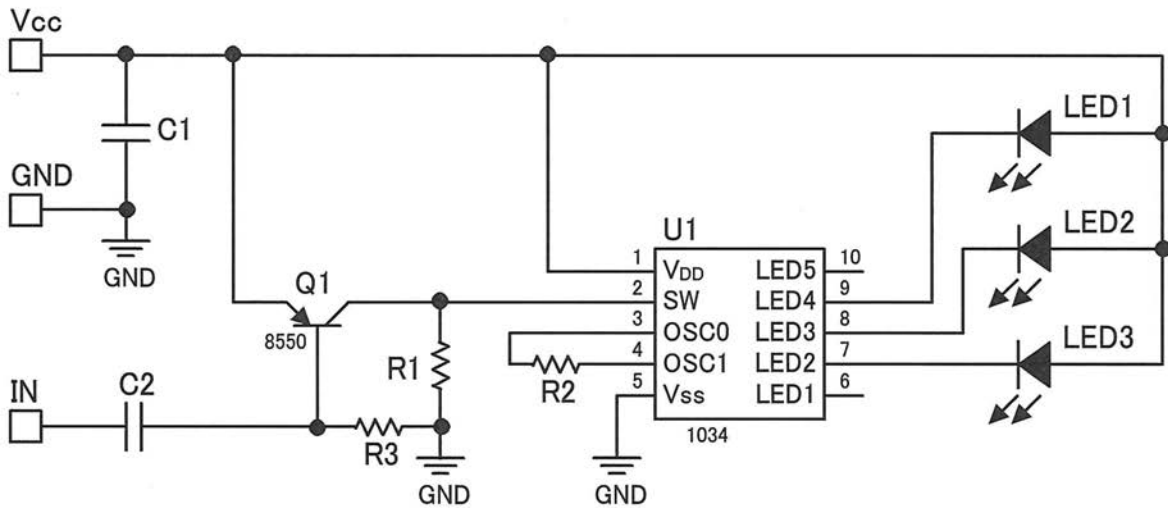 Vcc
C1
GND
GND
Q1
8550
IN
C2
R1
R3
GND
U1
1 VDD LED5 10
2 SW LED4 9
3 OSC0 LED3 8
4 OSC1 LED2 7
5 Vss LED1 6
1034
R2
GND
LED1
LED2
LED3